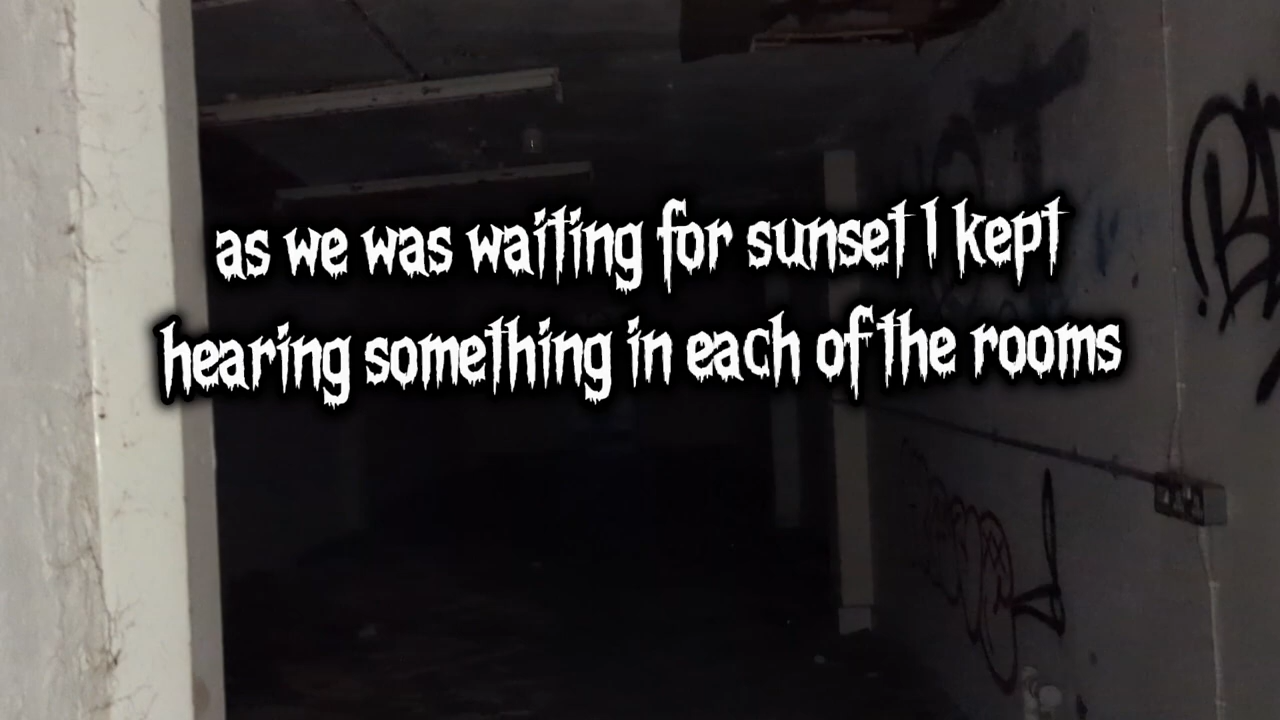 as we was waiting for sunset I kept
hearing something in each of the rooms